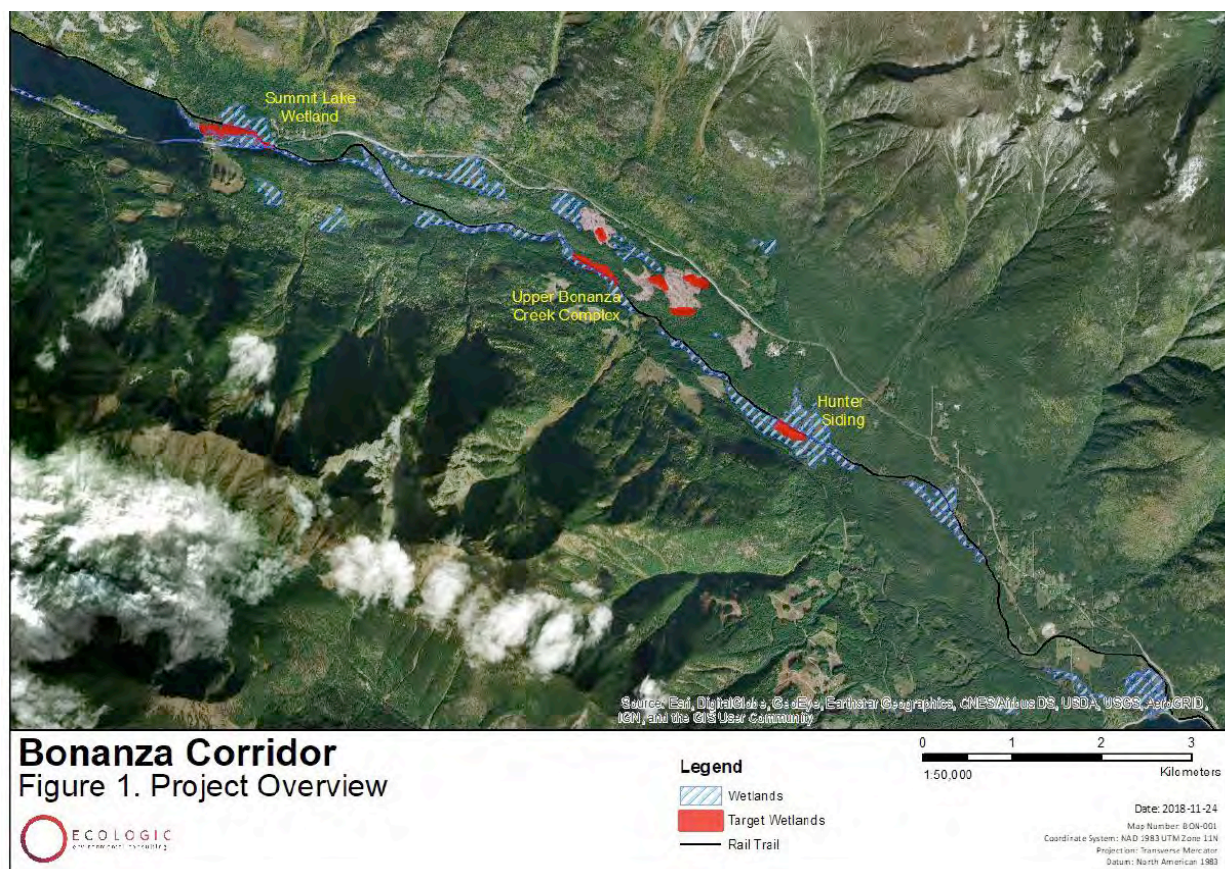 Summit Lake
Wetland
Upper Bonanza
Creek Complex
Hunter
Siding
Source: Esri, DigitalGlobe, GeoEye, Earthstar Geographics, CNES/Airbus DS, USDA, USGS, AeroGRID,
IGN, and the GIS User Community
Bonanza Corridor
Figure 1. Project Overview
ECOLOGIC
environmental consulting
Legend
Wetlands
Target Wetlands
Rail Trail
0 1 2 3
1:50,000 Kilometers
Date: 2018-11-24
Map Number: BON-001
Coordinate System: NAD 1983 UTM Zone 11N
Projection: Transverse Mercator
Datum: North American 1983